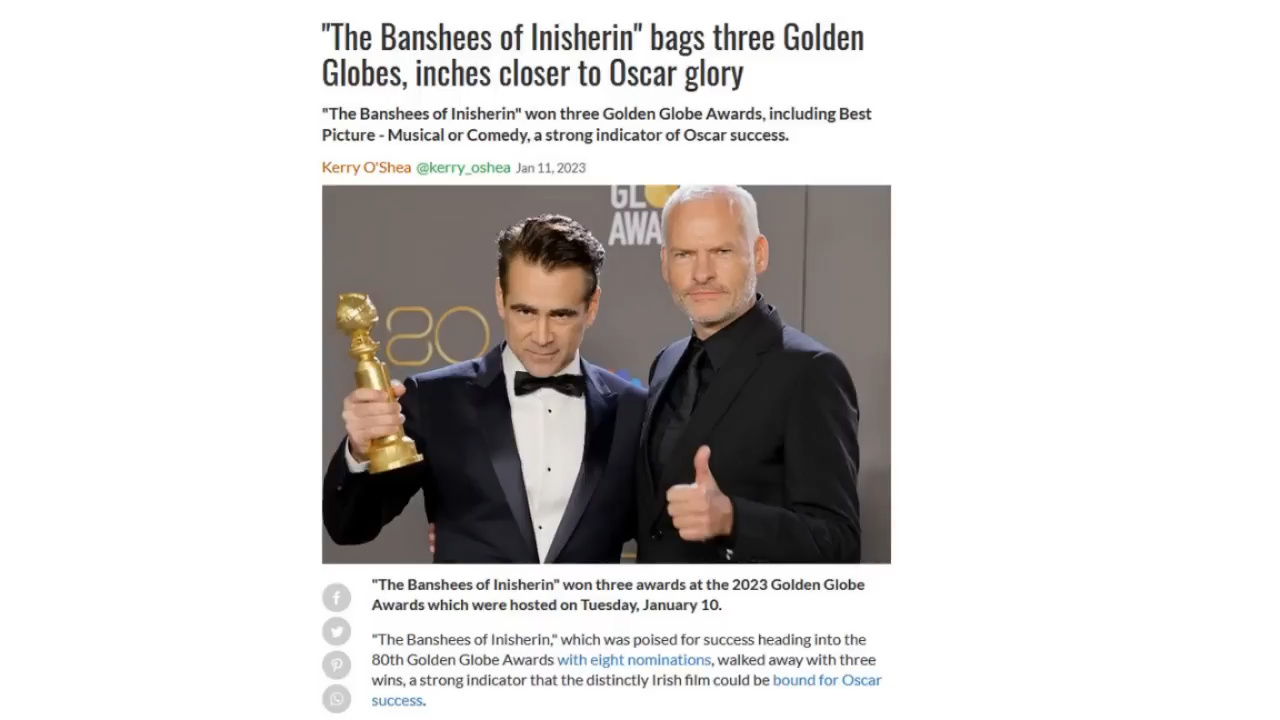 "The Banshees of Inisherin" bags three Golden
Globes, inches closer to Oscar glory
"The Banshees of Inisherin" won three Golden Globe Awards, including Best
Picture - Musical or Comedy, a strong indicator of Oscar success.
Kerry O'Shea @kerry_oshea Jan 11, 2023
GL
AWA
80
"The Banshees of Inisherin" won three awards at the 2023 Golden Globe
Awards which were hosted on Tuesday, January 10.
"The Banshees of Inisherin," which was poised for success heading into the
80th Golden Globe Awards with eight nominations, walked away with three
wins, a strong indicator that the distinctly Irish film could be bound for Oscar
success.